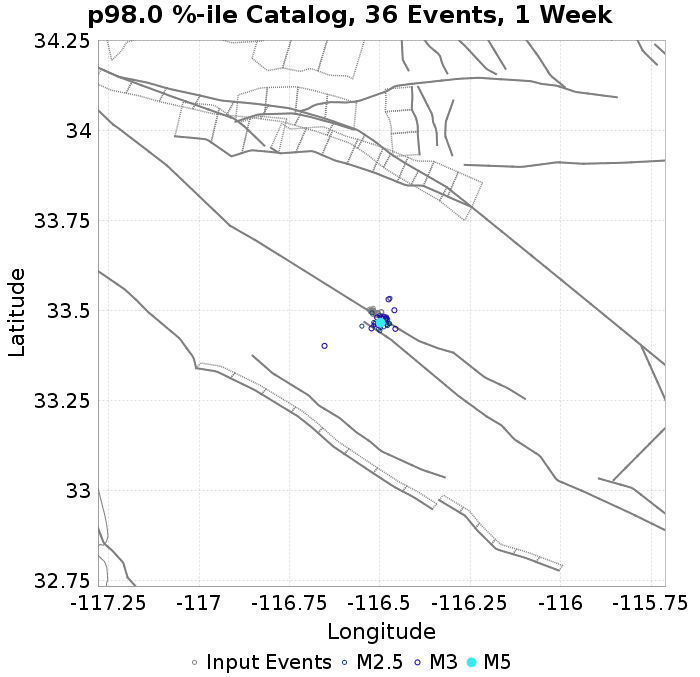 p98.0 %-ile Catalog, 36 Events, 1 Week
34.25
34
33.75
33.5
33.25
33
32.75
Latitude
-117.25 -117 -116.75 -116.5 -116.25 -116 -115.75
Longitude
Input Events M2.5 M3 M5